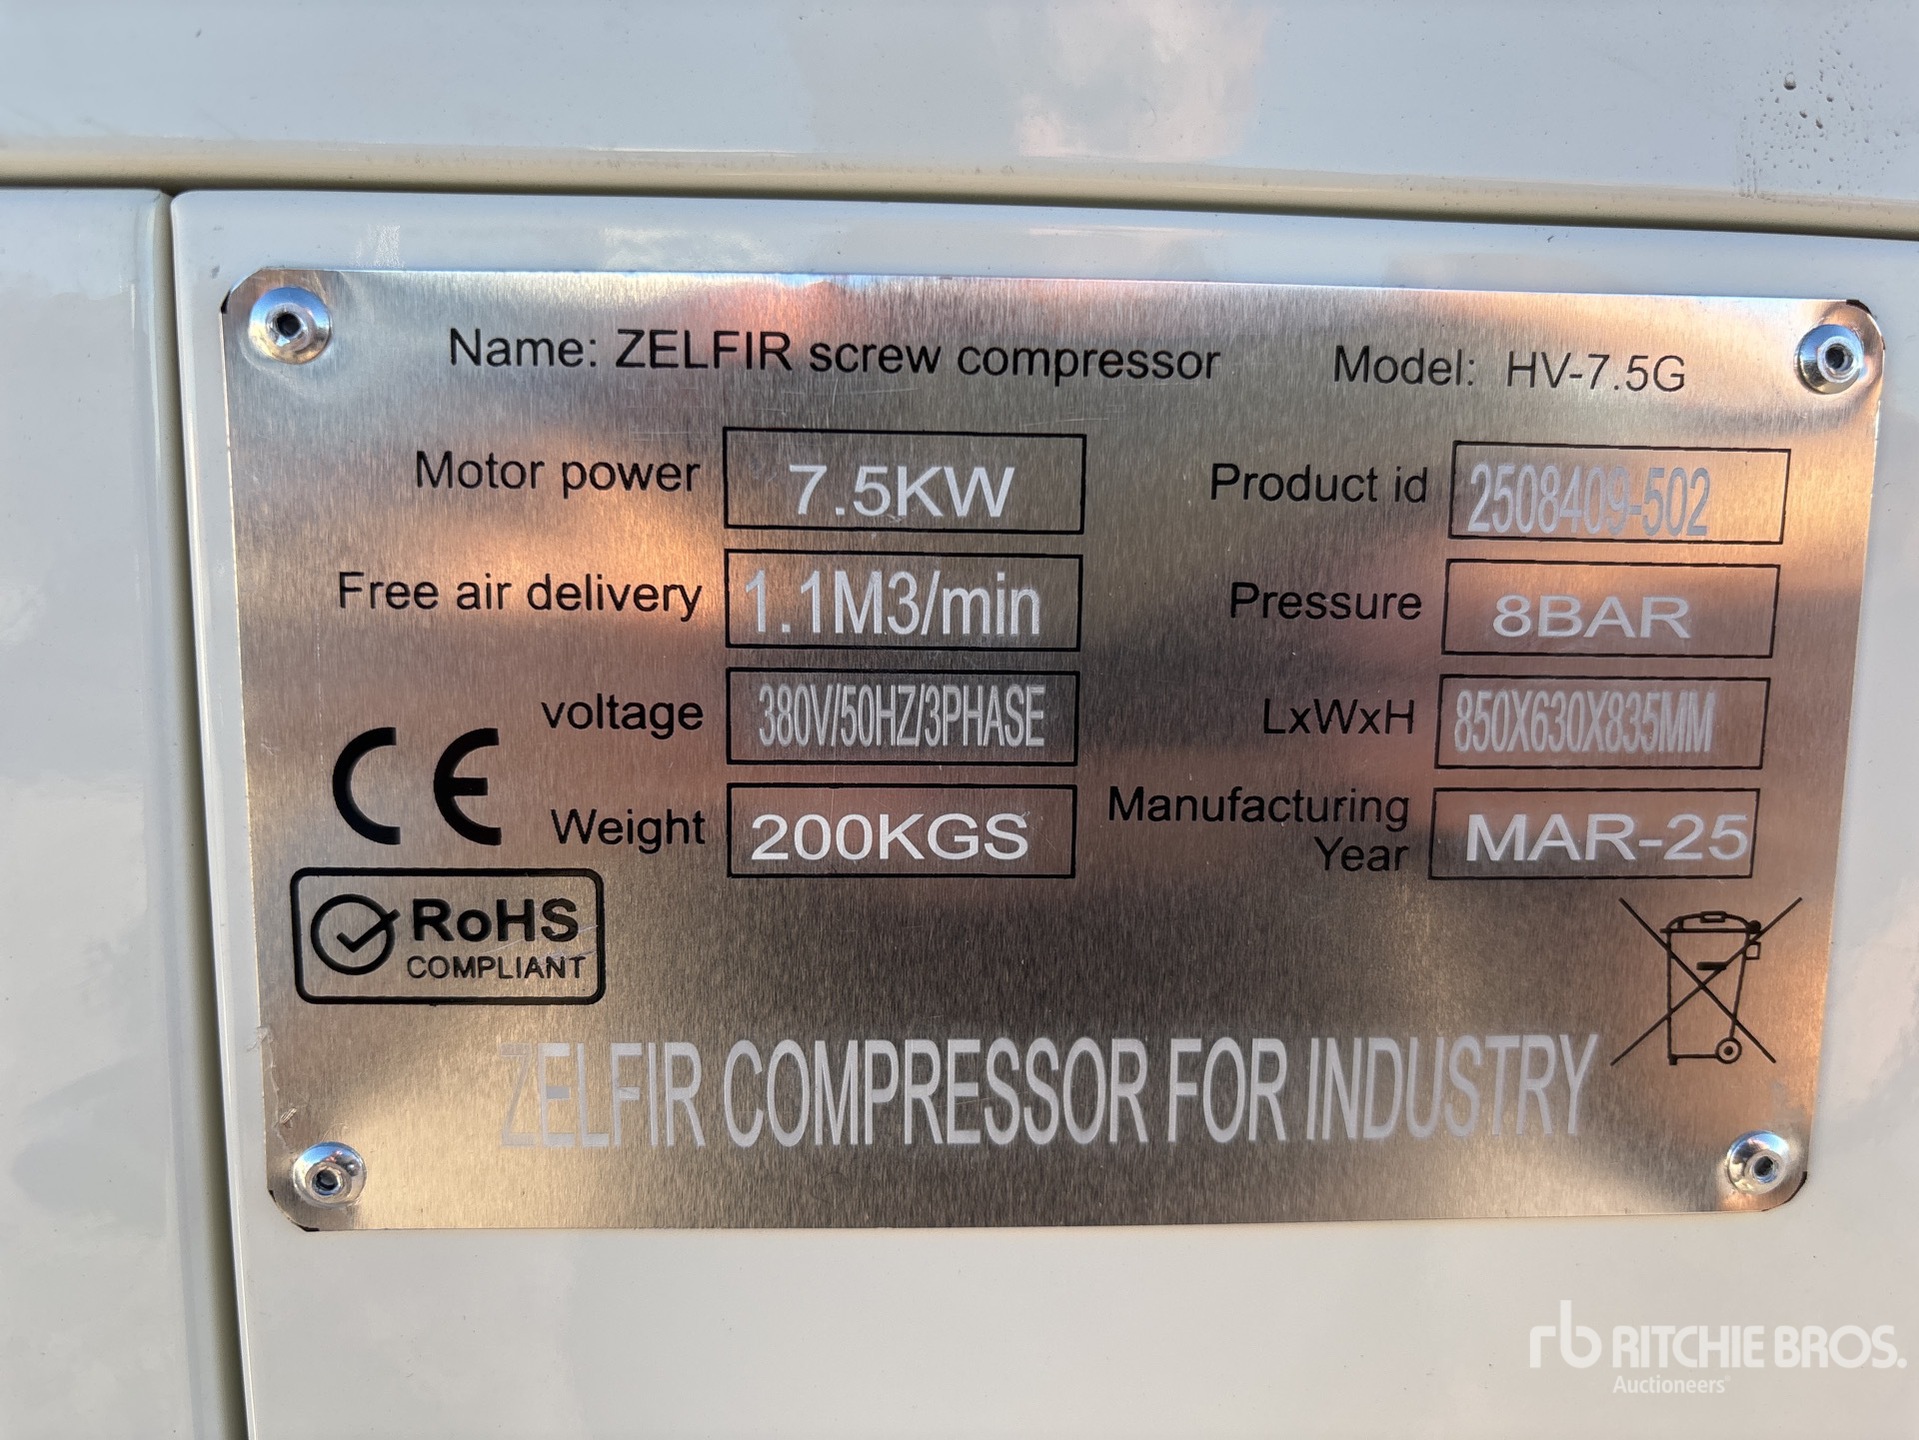 Name: ZELFIR screw compressor Model: HV-7.5G
Motor power 7.5KW Product id 2508409-502
Free air delivery 1.1M3/min Pressure 8BAR
voltage 380V/50HZ/3PHASE LxWxH 850X630X835MM
CE Weight 200KGS Manufacturing Year MAR-25
RoHS
COMPLIANT
ZELFIR COMPRESSOR FOR INDUSTRY
rb RITCHIE BROS.
Auctioneers